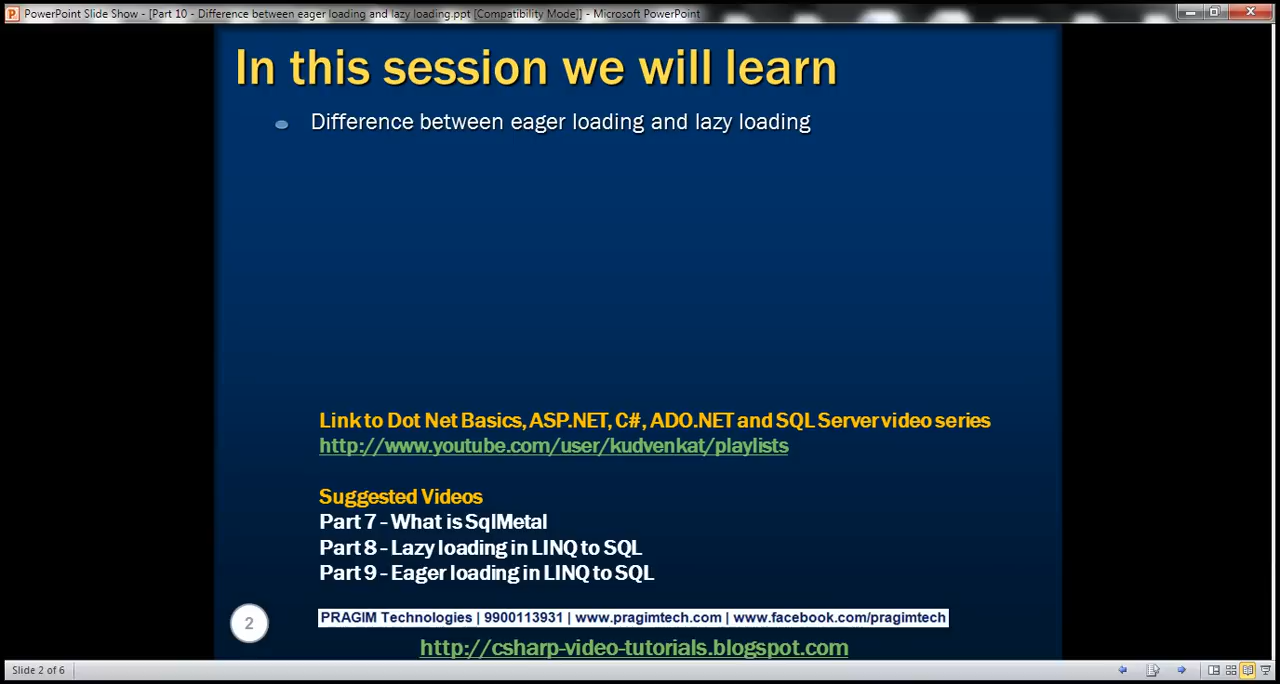 PowerPoint Slide Show - [Part 10 - Difference between eager loading and lazy loading.ppt [Compatibility Mode]] - Microsoft PowerPoint
In this session we will learn
Difference between eager loading and lazy loading
Link to Dot Net Basics, ASP.NET, C#, ADO.NET and SQL Server video series
http://www.youtube.com/user/kudvenkat/playlists
Suggested Videos
Part 7 - What is SqlMetal
Part 8 - Lazy loading in LINQ to SQL
Part 9 - Eager loading in LINQ to SQL
2
PRAGIM Technologies | 9900113931 | www.pragimtech.com | www.facebook.com/pragimtech
http://csharp-video-tutorials.blogspot.com
Slide 2 of 6